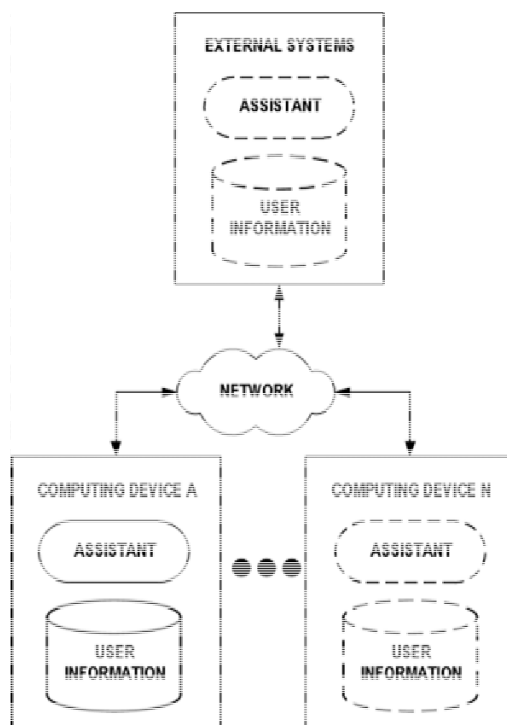 EXTERNAL SYSTEMS
ASSISTANT
USER
INFORMATION
NETWORK
COMPUTING DEVICE A
ASSISTANT
USER
INFORMATION
COMPUTING DEVICE N
ASSISTANT
USER
INFORMATION